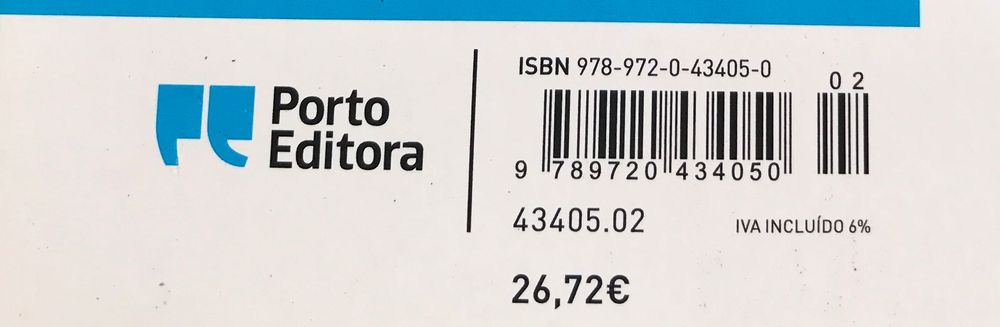 Porto
Editora
ISBN 978-972-0-43405-0
02
9 789720 434050
43405.02
IVA INCLUÍDO 6%
26,72€